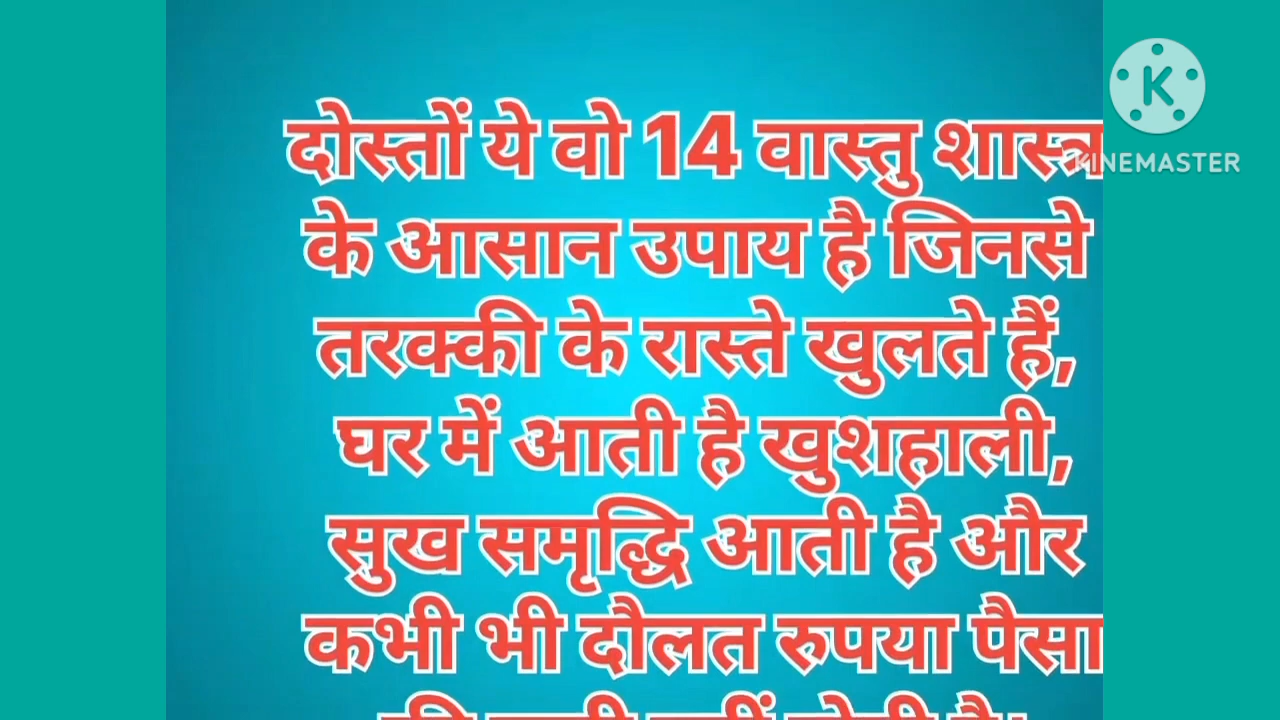 दोस्तों ये वो 14 वास्तु शास्त्र
के आसान उपाय है जिनसे
तरक्की के रास्ते खुलते हैं,
घर में आती है खुशहाली,
सुख समृद्धि आती है और
कभी भी दौलत रुपया पैसा
K
KINEMASTER